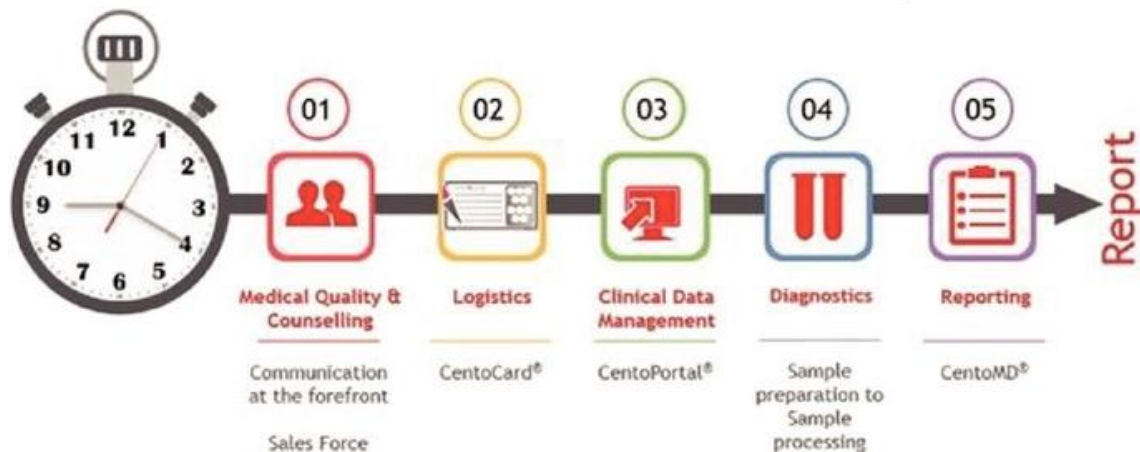 12
1
2
3
4
5
6
7
8
9
10
11
01
02
03
04
05
Medical Quality &
Counselling
Communication
at the forefront
Sales Force
Logistics
CentoCard®
Clinical Data
Management
CentoPortal®
Diagnostics
Sample
preparation to
Sample
processing
Reporting
CentoMD®
Report